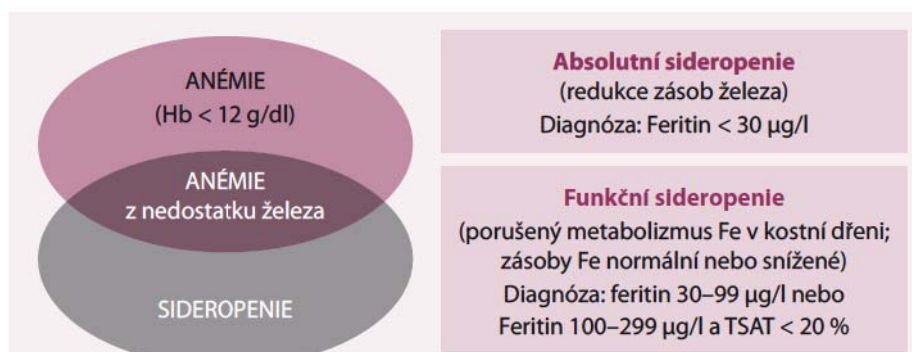 ANÉMIE
(Hb < 12 g/dl)
ANÉMIE
z nedostatku železa
SIDEROPENIE
Absolutní sideropenie
(redukce zásob železa)
Diagnóza: Feritin < 30 µg/l
Funkční sideropenie
(porušený metabolizmus Fe v kostní dřeni;
zásoby Fe normální nebo snížené)
Diagnóza: feritin 30–99 µg/l nebo
Feritin 100–299 µg/l a TSAT < 20 %